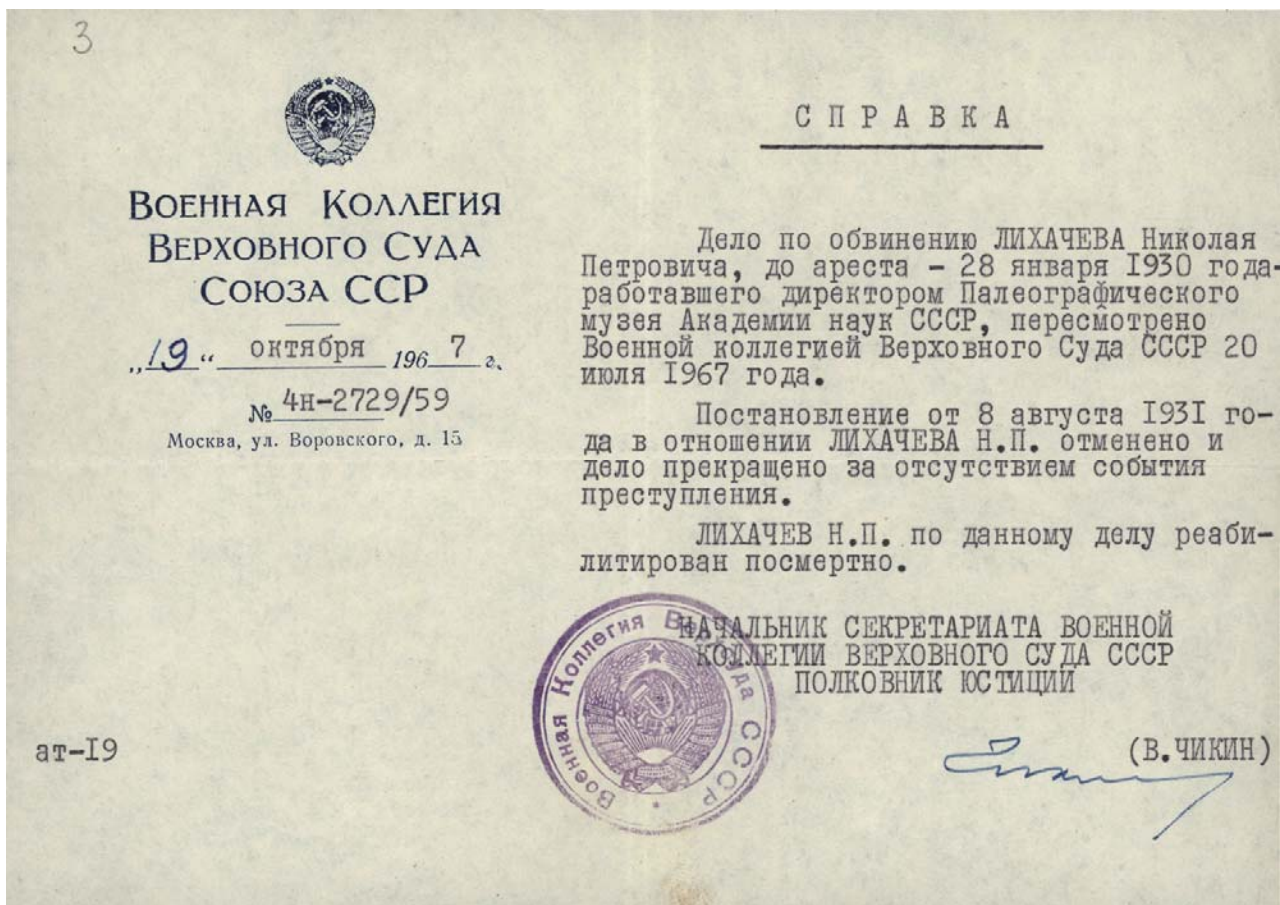 3
ВОЕННАЯ КОЛЛЕГИЯ
ВЕРХОВНОГО СУДА
СОЮЗА ССР
„19“ октября 1967 г.
№ 4н-2729/59
Москва, ул. Воровского, д. 15
СПРАВКА
Дело по обвинению ЛИХАЧЕВА Николая
Петровича, до ареста - 28 января 1930 года-
работавшего директором Палеографического
музея Академии наук СССР, пересмотрено
Военной коллегией Верховного Суда СССР 20
июля 1967 года.
Постановление от 8 августа 1931 го-
да в отношении ЛИХАЧЕВА Н.П. отменено и
дело прекращено за отсутствием события
преступления.
ЛИХАЧЕВ Н.П. по данному делу реаби-
литирован посмертно.
НАЧАЛЬНИК СЕКРЕТАРИАТА ВОЕННОЙ
КОЛЛЕГИИ ВЕРХОВНОГО СУДА СССР
ПОЛКОВНИК ЮСТИЦИИ
(В.ЧИКИН)
Военная Коллегия Верхсуда СССР
ат-19